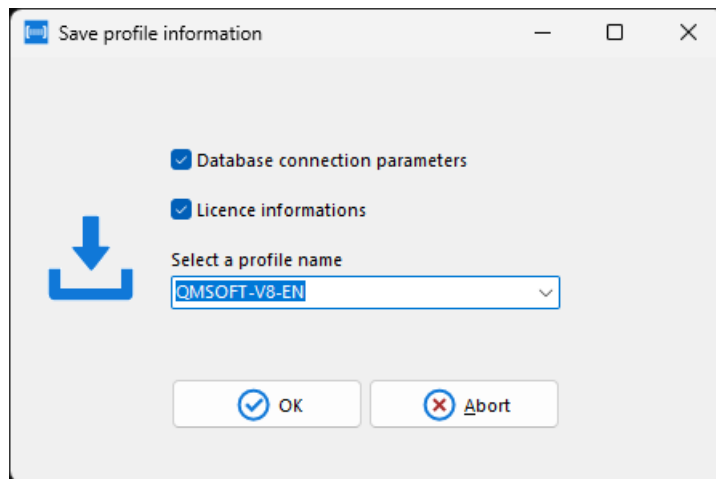 Save profile information
Database connection parameters
Licence informations
Select a profile name
QMSOFT-V8-EN
OK
Abort